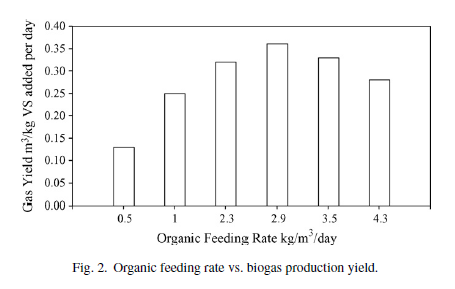 Gas Yield m³/kg VS added per day
0.40
0.35
0.30
0.25
0.20
0.15
0.10
0.05
0.00
0.5 1 2.3 2.9 3.5 4.3
Organic Feeding Rate kg/m³/day
Fig. 2. Organic feeding rate vs. biogas production yield.